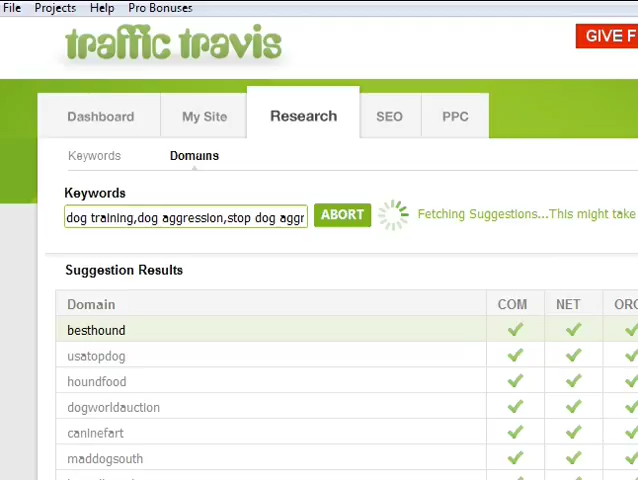 File Projects Help Pro Bonuses
traffic travis
GIVE F
Dashboard My Site Research SEO PPC
Keywords Domains
Keywords
dog training,dog aggression,stop dog aggr ABORT Fetching Suggestions...This might take
Suggestion Results
Domain COM NET ORG
besthound
usatopdog
houndfood
dogworldauction
caninefart
maddogsouth